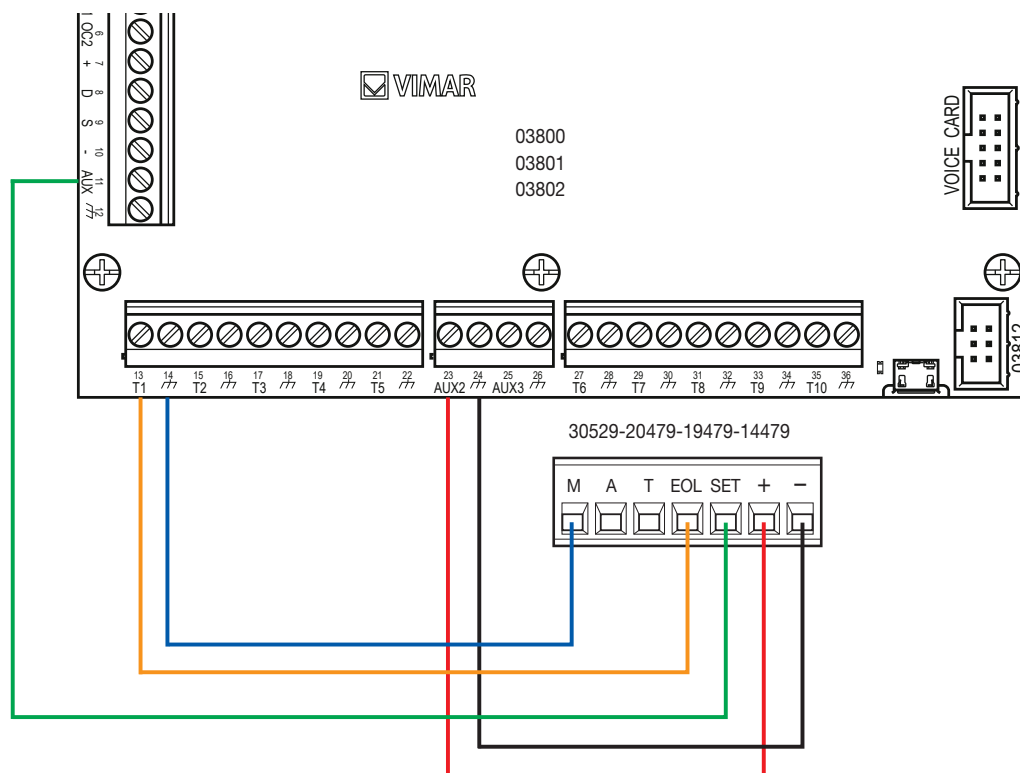 OC2 + D S - AUX
6 7 8 9 10 11 12
VIMAR
03800
03801
03802
VOICE CARD
03812
13 14 15 16 17 18 19 20 21 22 23 24 25 26 27 28 29 30 31 32 33 34 35 36
T1 T2 T3 T4 T5 AUX2 AUX3 T6 T7 T8 T9 T10
30529-20479-19479-14479
M A T EOL SET + −